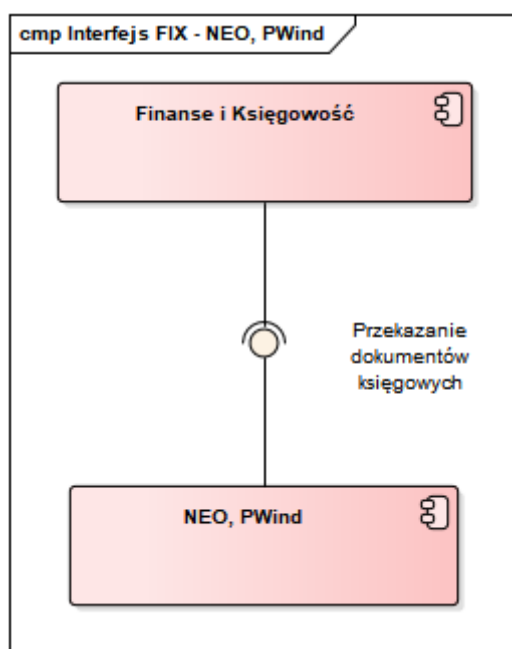 cmp Interfejs FIX - NEO, PWind
Finanse i Księgowość
Przekazanie
dokumentów
księgowych
NEO, PWind